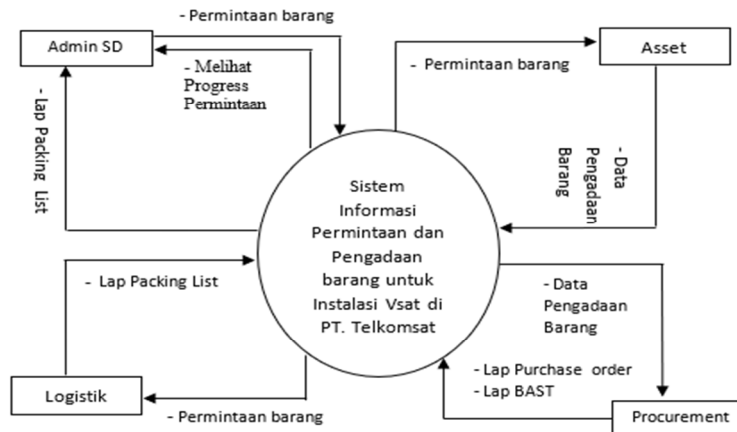 - Permintaan barang
Admin SD
- Melihat
Progress
Permintaan
- Lap Packing List
- Permintaan barang
Asset
- Data
Pengadaan
Barang
Sistem
Informasi
Permintaan dan
Pengadaan
barang untuk
Instalasi Vsat di
PT. Telkomsat
- Lap Packing List
Logistik
- Permintaan barang
- Data
Pengadaan
Barang
- Lap Purchase order
- Lap BAST
Procurement